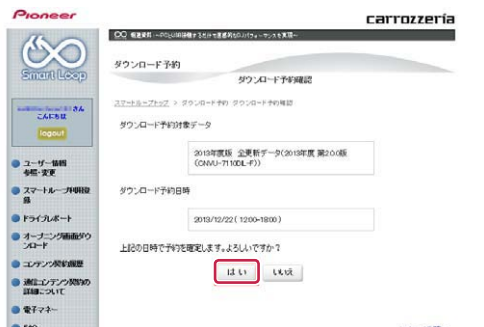 Pioneer
carrozzeria
Smart Loop
ダウンロード予約
ダウンロード予約確認
スマートループトップ > ダウンロード予約 ダウンロード予約確認
さん
こんにちは
logout
ダウンロード予約対象データ
2013年度版 全更新データ(2013年度 第2.0.0版
(CNVU-7110DL-F))
ユーザー情報
参照・変更
スマートループ利用登
録
ダウンロード予約日時
2013/12/22 ( 12:00-18:00 )
ドライブレポート
オープニング画面ダウ
ンロード
上記の日時で予約を確定します。よろしいですか?
はい
いいえ
コンテンツ契約履歴
通信コンテンツ契約の
詳細について
電子マネー
FAQ